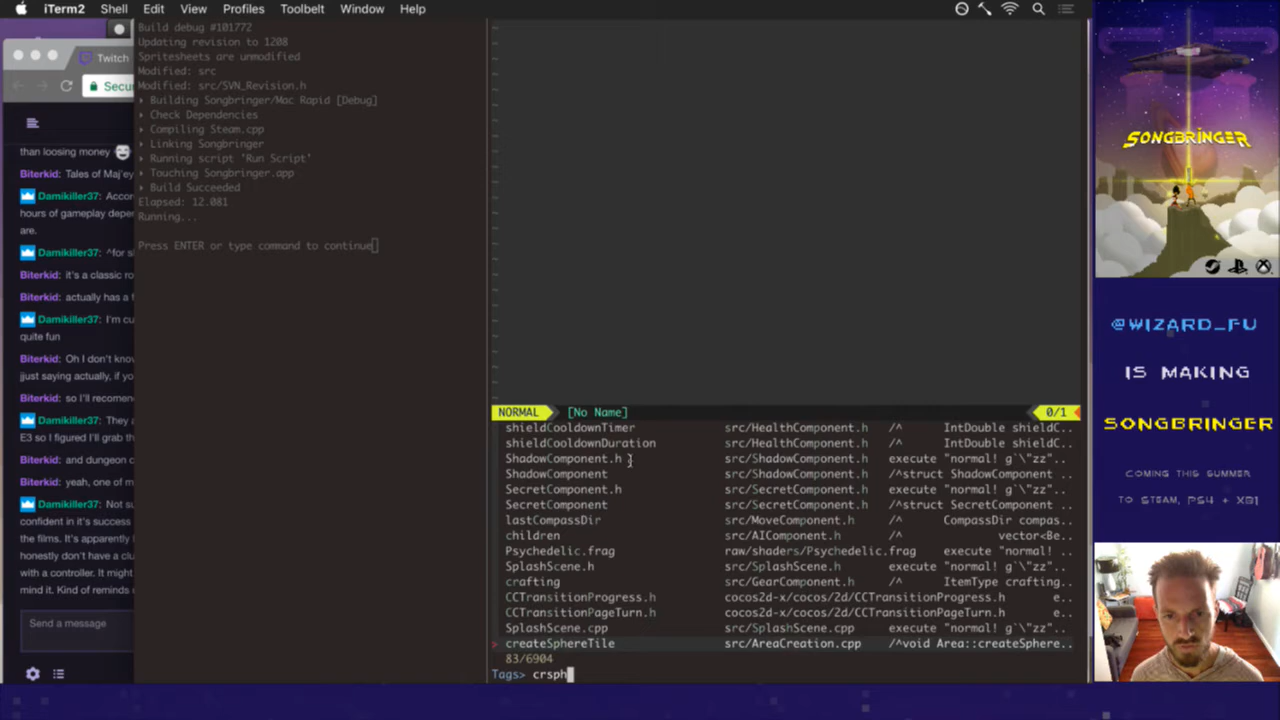 iTerm2 Shell Edit View Profiles Toolbelt Window Help
Twitch
Secu
than loosing money
Biterkid: Tales of Maj'ey
Damikiller37: Accor
hours of gameplay depe
are.
Damikiller37: ^for s
Biterkid: it's a classic ro
Biterkid: actually has a f
Damikiller37: I'm cu
quite fun
Biterkid: Oh I don't know
jjust saying actually, if yo
Biterkid: so I'll recomen
Damikiller37: They a
E3 so I figured I'll grab th
Biterkid: and dungeon c
Biterkid: yeah, one of m
Damikiller37: Not su
confident in it's success
the films. It's apparently l
honestly don't have a clu
with a controller. It might
mind it. Kind of reminds u
Send a message
Build debug #101772
Updating revision to 1208
Spritesheets are unmodified
Modified: src
Modified: src/SVN_Revision.h
Building Songbringer/Mac Rapid [Debug]
Check Dependencies
Compiling Steam.cpp
Linking Songbringer
Running script 'Run Script'
Touching Songbringer.app
Build Succeeded
Elapsed: 12.081
Running...
Press ENTER or type command to continue
NORMAL [No Name] 0/1
shieldCooldownTimer src/HealthComponent.h /^ IntDouble shieldC..
shieldCooldownDuration src/HealthComponent.h /^ IntDouble shieldC..
ShadowComponent.h src/ShadowComponent.h execute "normal! g`\"zz"..
ShadowComponent src/ShadowComponent.h /^struct ShadowComponent ..
SecretComponent.h src/SecretComponent.h execute "normal! g`\"zz"..
SecretComponent src/SecretComponent.h /^struct SecretComponent ..
lastCompassDir src/MoveComponent.h /^ CompassDir compas..
children src/AIComponent.h /^ vector<Be..
Psychedelic.frag raw/shaders/Psychedelic.frag execute "normal! ..
SplashScene.h src/SplashScene.h execute "normal! g`\"zz"..
crafting src/GearComponent.h /^ ItemType crafting..
CCTransitionProgress.h cocos2d-x/cocos/2d/CCTransitionProgress.h e..
CCTransitionPageTurn.h cocos2d-x/cocos/2d/CCTransitionPageTurn.h e..
SplashScene.cpp src/SplashScene.cpp execute "normal! g`\"zz"..
createSphereTile src/AreaCreation.cpp /^void Area::createSphere..
83/6904
Tags> crsph
SONGBRINGER
@WIZARD_FU
IS MAKING
SONGBRINGER
COMING THIS SUMMER
TO STEAM, PS4 + XB1